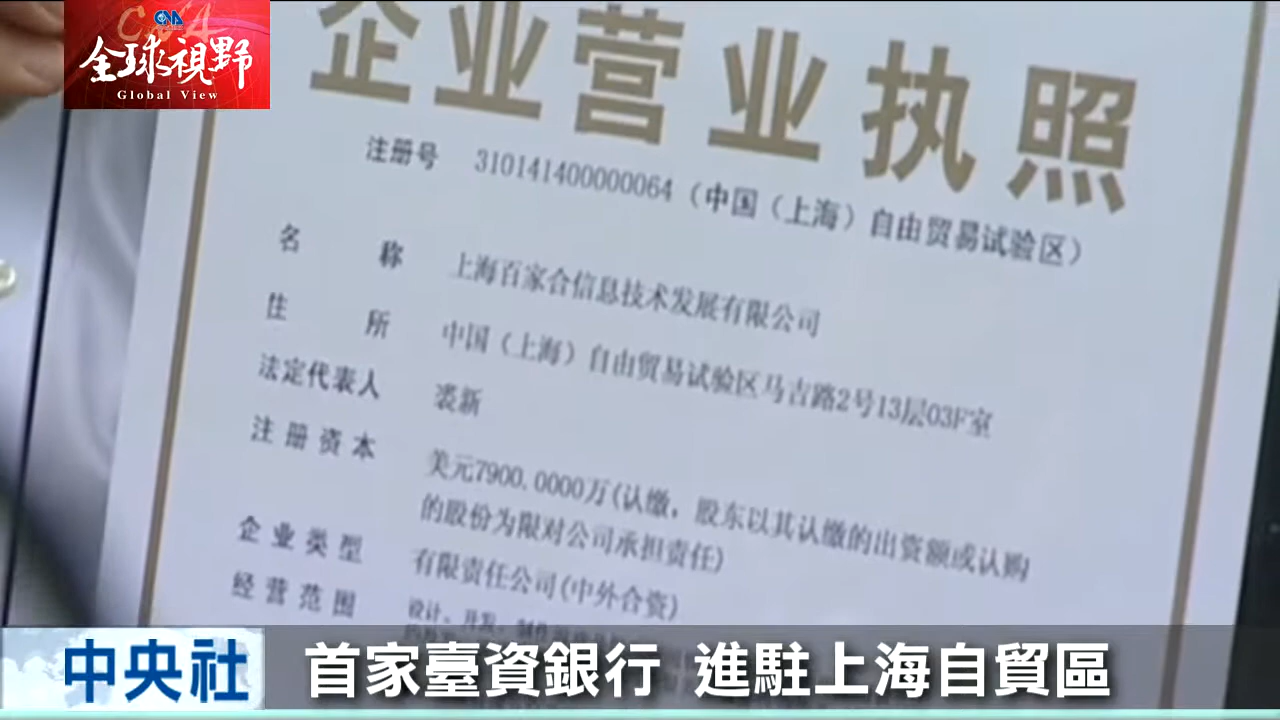 CNA
全球視野
Global View
企业营业执照
注册号 310141400000064（中国（上海）自由贸易试验区）
名 称 上海百家合信息技术发展有限公司
住 所 中国（上海）自由贸易试验区马吉路2号13层03F室
法定代表人 裘新
注册资本 美元7900.0000万(认缴，股东以其认缴的出资额或认购
的股份为限对公司承担责任)
企业类型 有限责任公司(中外合资)
经营范围 设计、开发、制作
中央社 首家臺資銀行 進駐上海自貿區